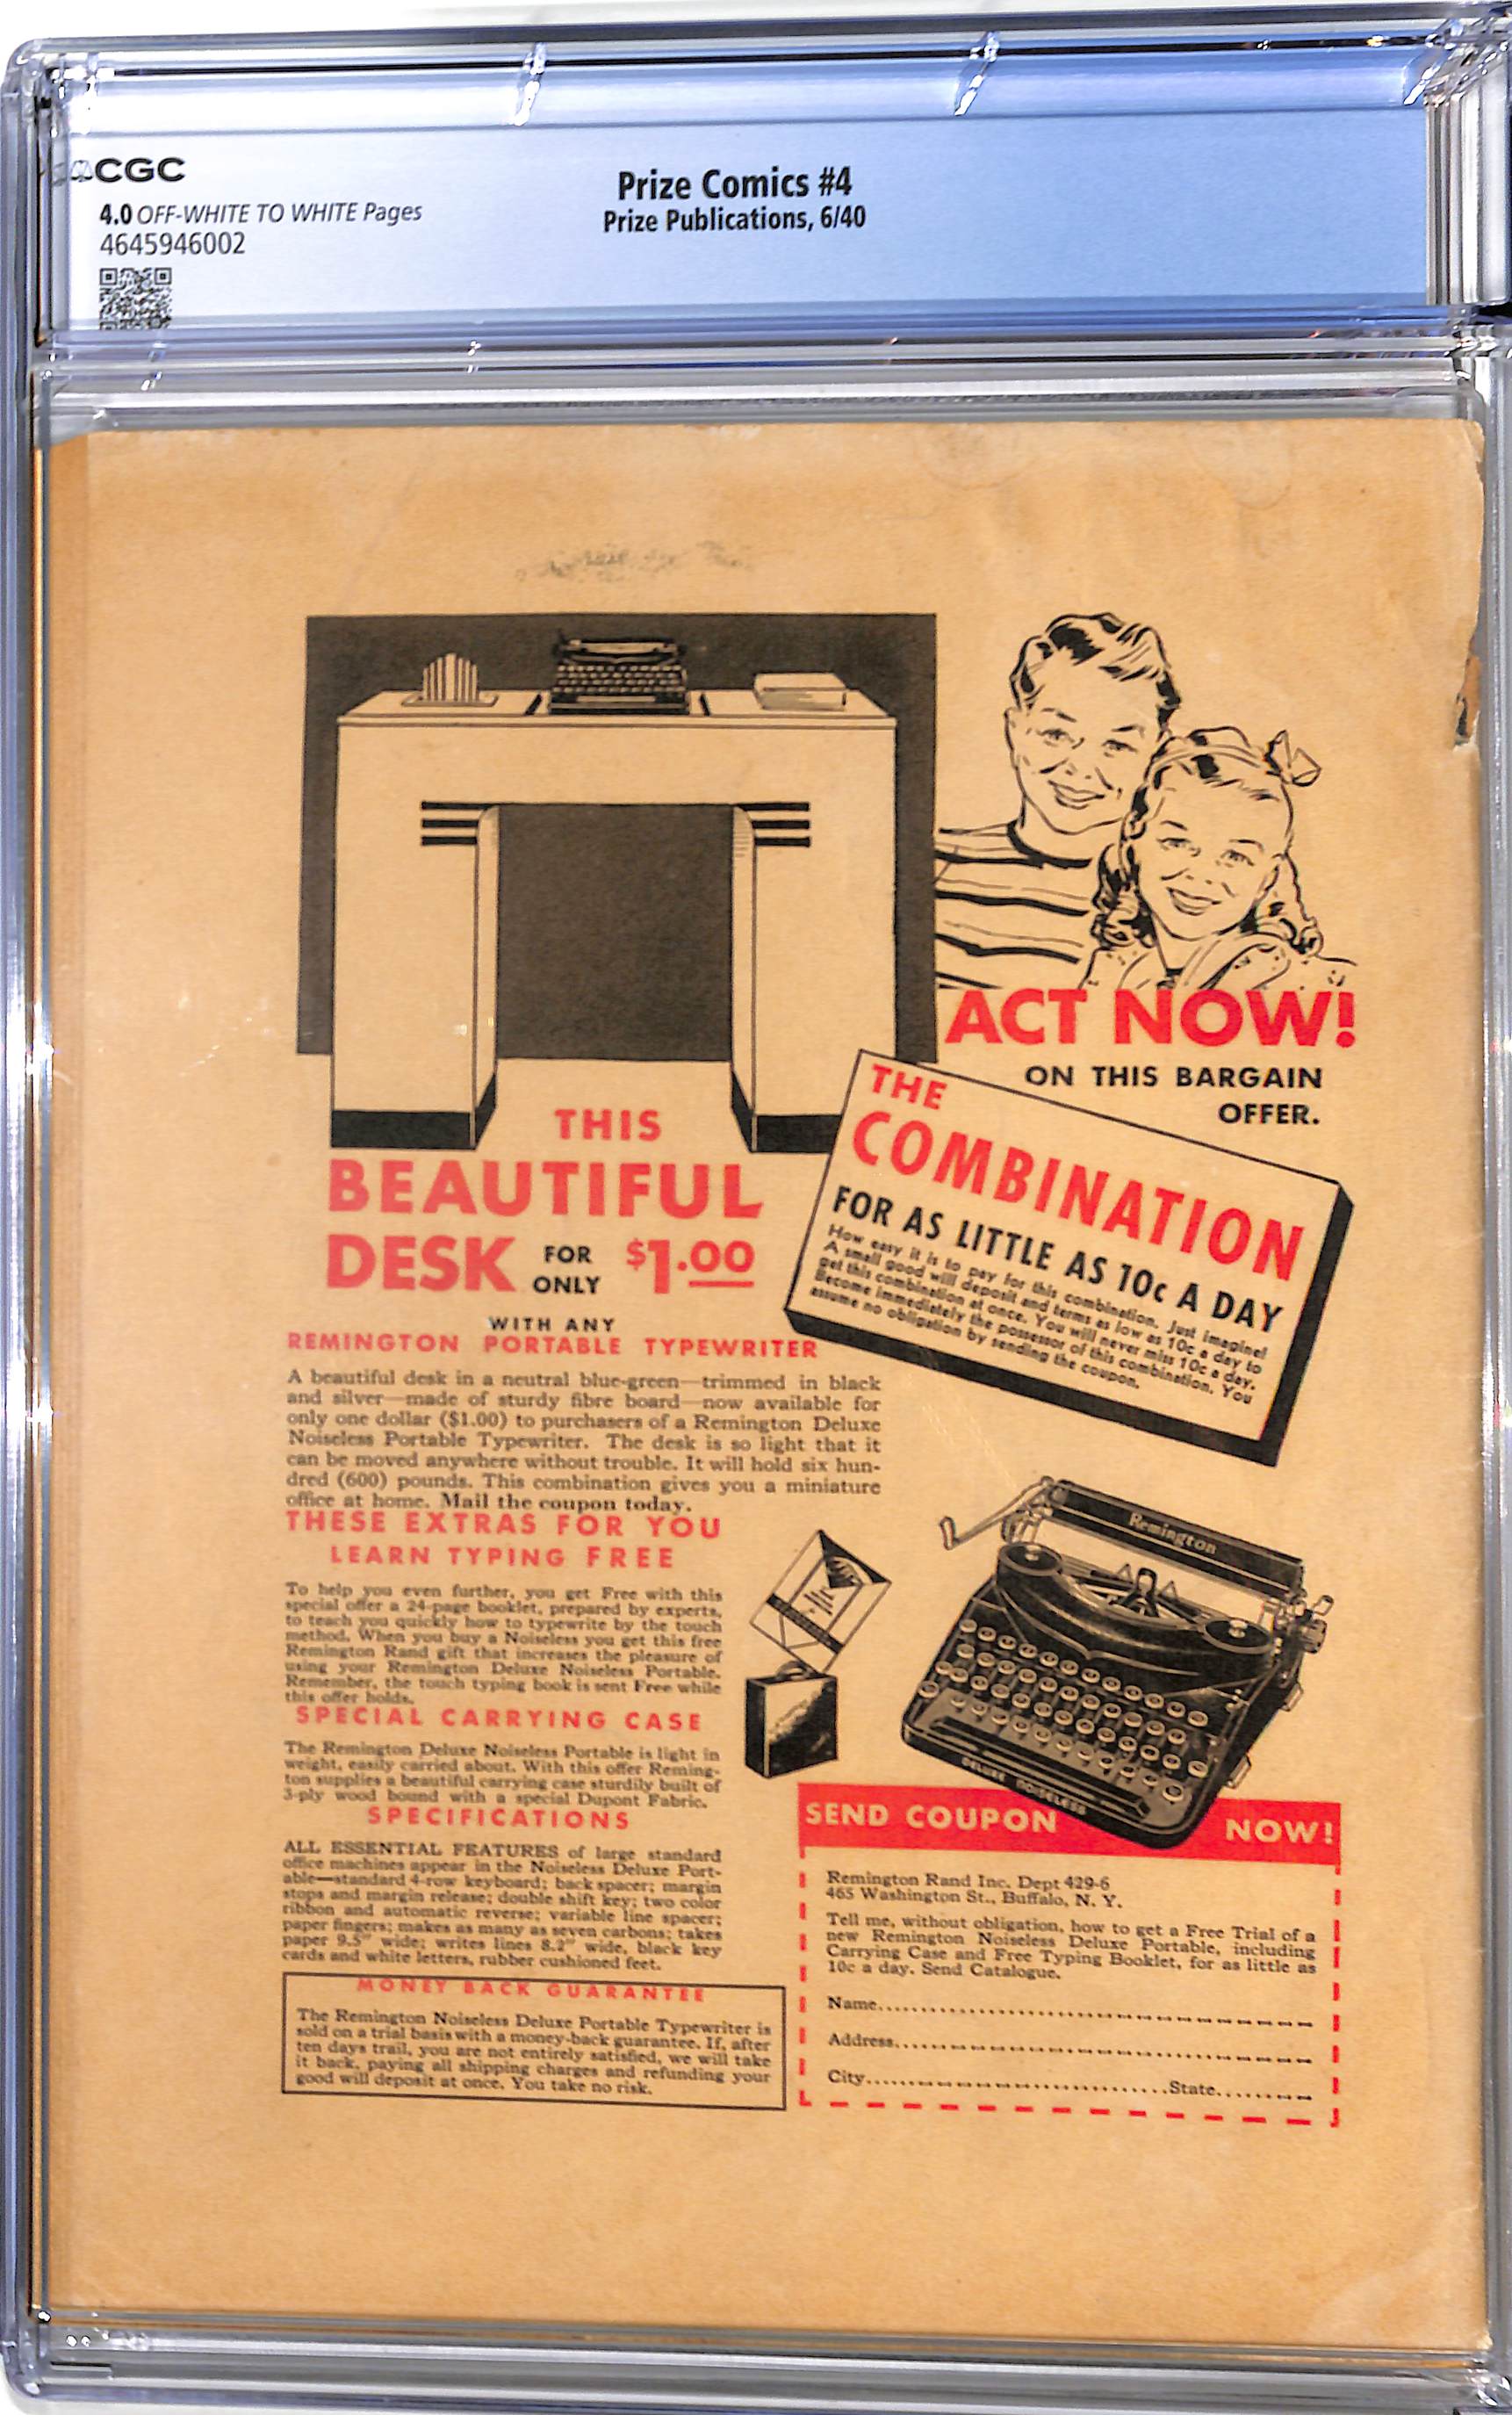 CGC
4.0 OFF-WHITE TO WHITE Pages
4645946002
Prize Comics #4
Prize Publications, 6/40
ACT NOW!
ON THIS BARGAIN
OFFER.
THE
COMBINATION
FOR AS LITTLE AS 10c A DAY
How easy it is to pay for this combination. Just imagine!
A small good will deposit and terms as low as 10c a day to
get this combination at once. You will never miss 10c a day.
Become immediately the possessor of this combination. You
assume no obligation by sending the coupon.
THIS
BEAUTIFUL
DESK FOR ONLY $1.00
WITH ANY
REMINGTON PORTABLE TYPEWRITER
A beautiful desk in a neutral blue-green—trimmed in black
and silver—made of sturdy fibre board—now available for
only one dollar ($1.00) to purchasers of a Remington Deluxe
Noiseless Portable Typewriter. The desk is so light that it
can be moved anywhere without trouble. It will hold six hun-
dred (600) pounds. This combination gives you a miniature
office at home. Mail the coupon today.
THESE EXTRAS FOR YOU
LEARN TYPING FREE
To help you even further, you get Free with this
special offer a 24-page booklet, prepared by experts,
to teach you quickly how to typewrite by the touch
method. When you buy a Noiseless you get this free
Remington Rand gift that increases the pleasure of
using your Remington Deluxe Noiseless Portable.
Remember, the touch typing book is sent Free while
this offer holds.
SPECIAL CARRYING CASE
The Remington Deluxe Noiseless Portable is light in
weight, easily carried about. With this offer Reming-
ton supplies a beautiful carrying case sturdily built of
3-ply wood bound with a special Dupont Fabric.
SPECIFICATIONS
ALL ESSENTIAL FEATURES of large standard
office machines appear in the Noiseless Deluxe Port-
able—standard 4-row keyboard; back spacer; margin
stops and margin release; double shift key; two color
ribbon and automatic reverse; variable line spacer;
paper fingers; makes as many as seven carbons; takes
paper 9.5" wide; writes lines 8.2" wide, black key
cards and white letters, rubber cushioned feet.
MONEY BACK GUARANTEE
The Remington Noiseless Deluxe Portable Typewriter is
sold on a trial basis with a money-back guarantee. If, after
ten days trail, you are not entirely satisfied, we will take
it back, paying all shipping charges and refunding your
good will deposit at once. You take no risk.
Remington
DELUXE NOISELESS
SEND COUPON NOW!
Remington Rand Inc. Dept 429-6
465 Washington St., Buffalo, N. Y.
Tell me, without obligation, how to get a Free Trial of a
new Remington Noiseless Deluxe Portable, including
Carrying Case and Free Typing Booklet, for as little as
10c a day. Send Catalogue.
Name
Address
City State